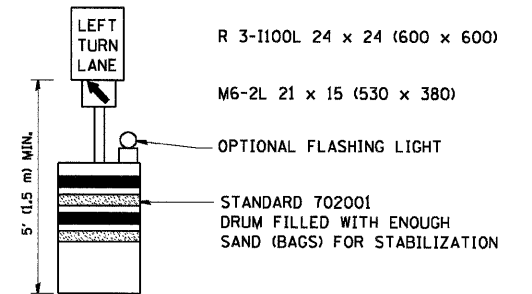 LEFT
TURN
LANE
R 3-I100L 24 x 24 (600 x 600)
M6-2L 21 x 15 (530 x 380)
OPTIONAL FLASHING LIGHT
5' (1.5 m) MIN.
STANDARD 702001
DRUM FILLED WITH ENOUGH
SAND (BAGS) FOR STABILIZATION